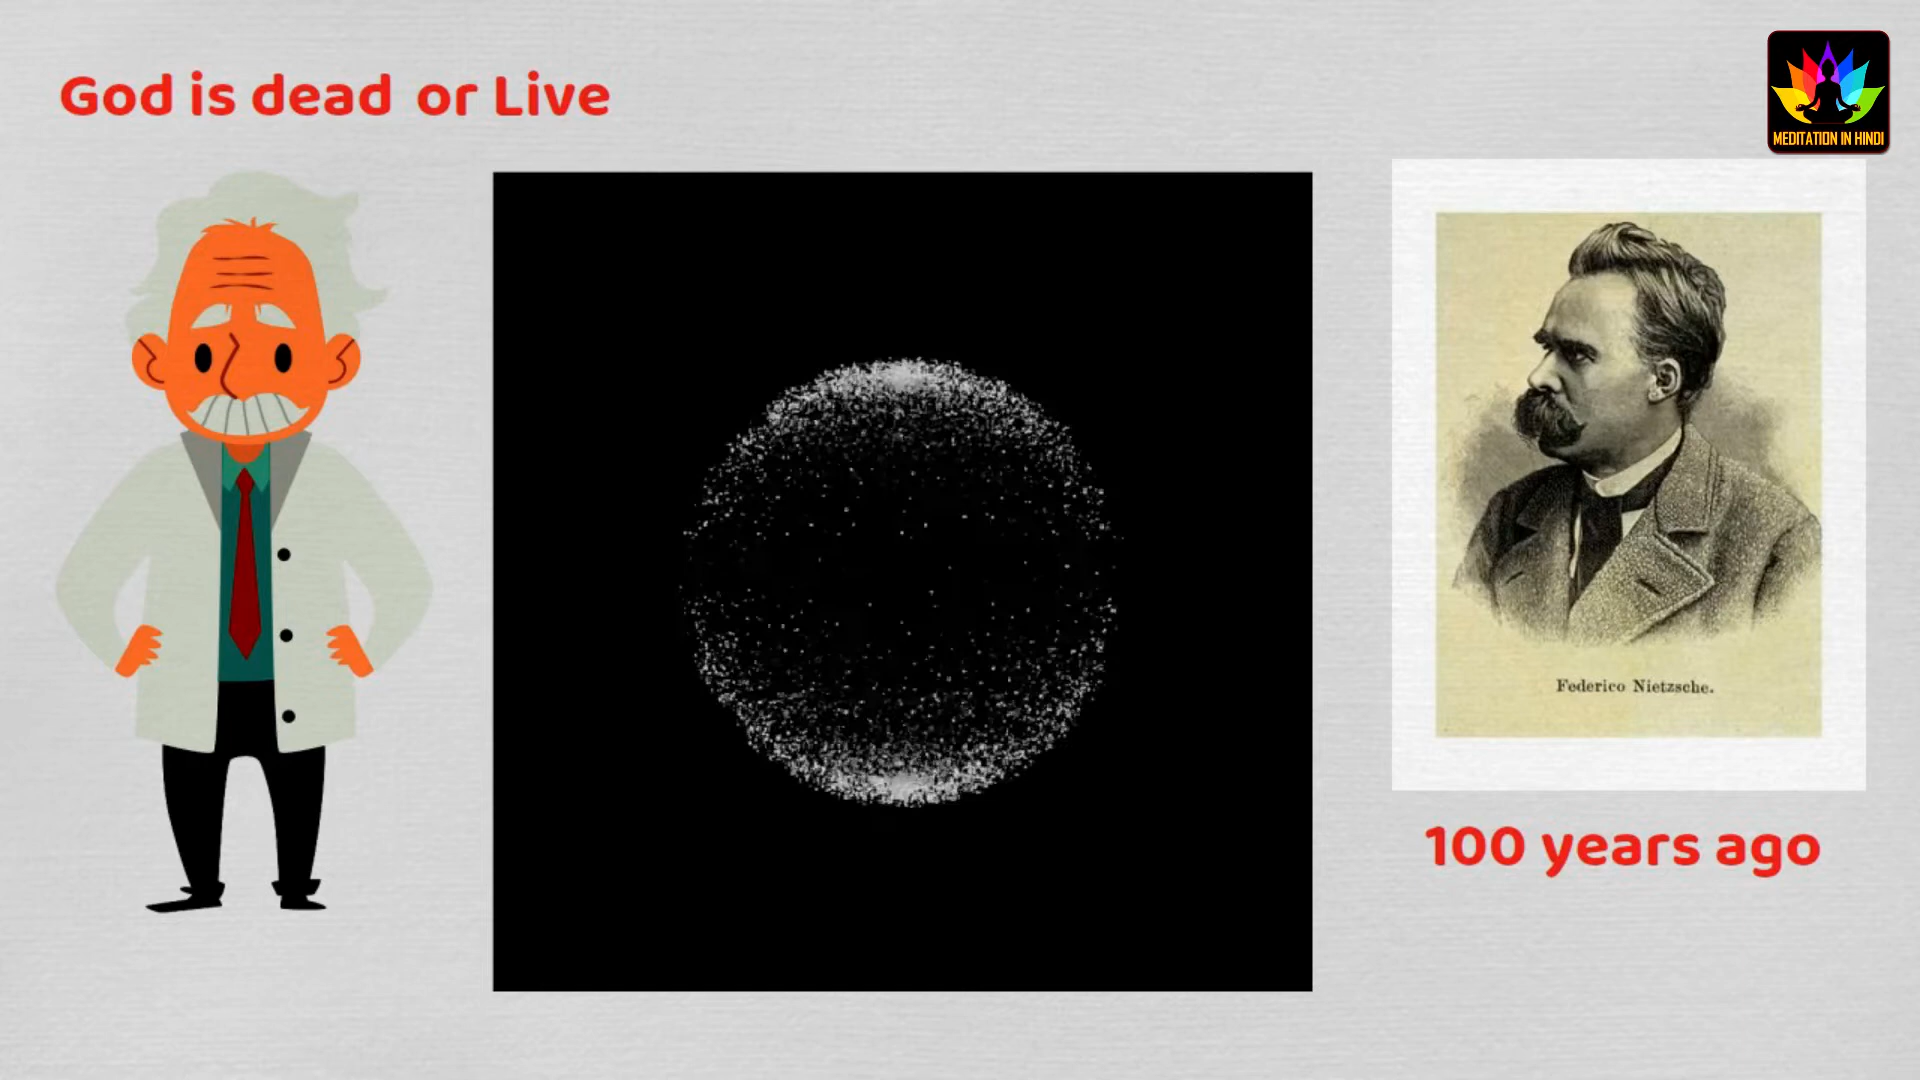 God is dead or Live
MEDITATION IN HINDI
Federico Nietzsche.
100 years ago